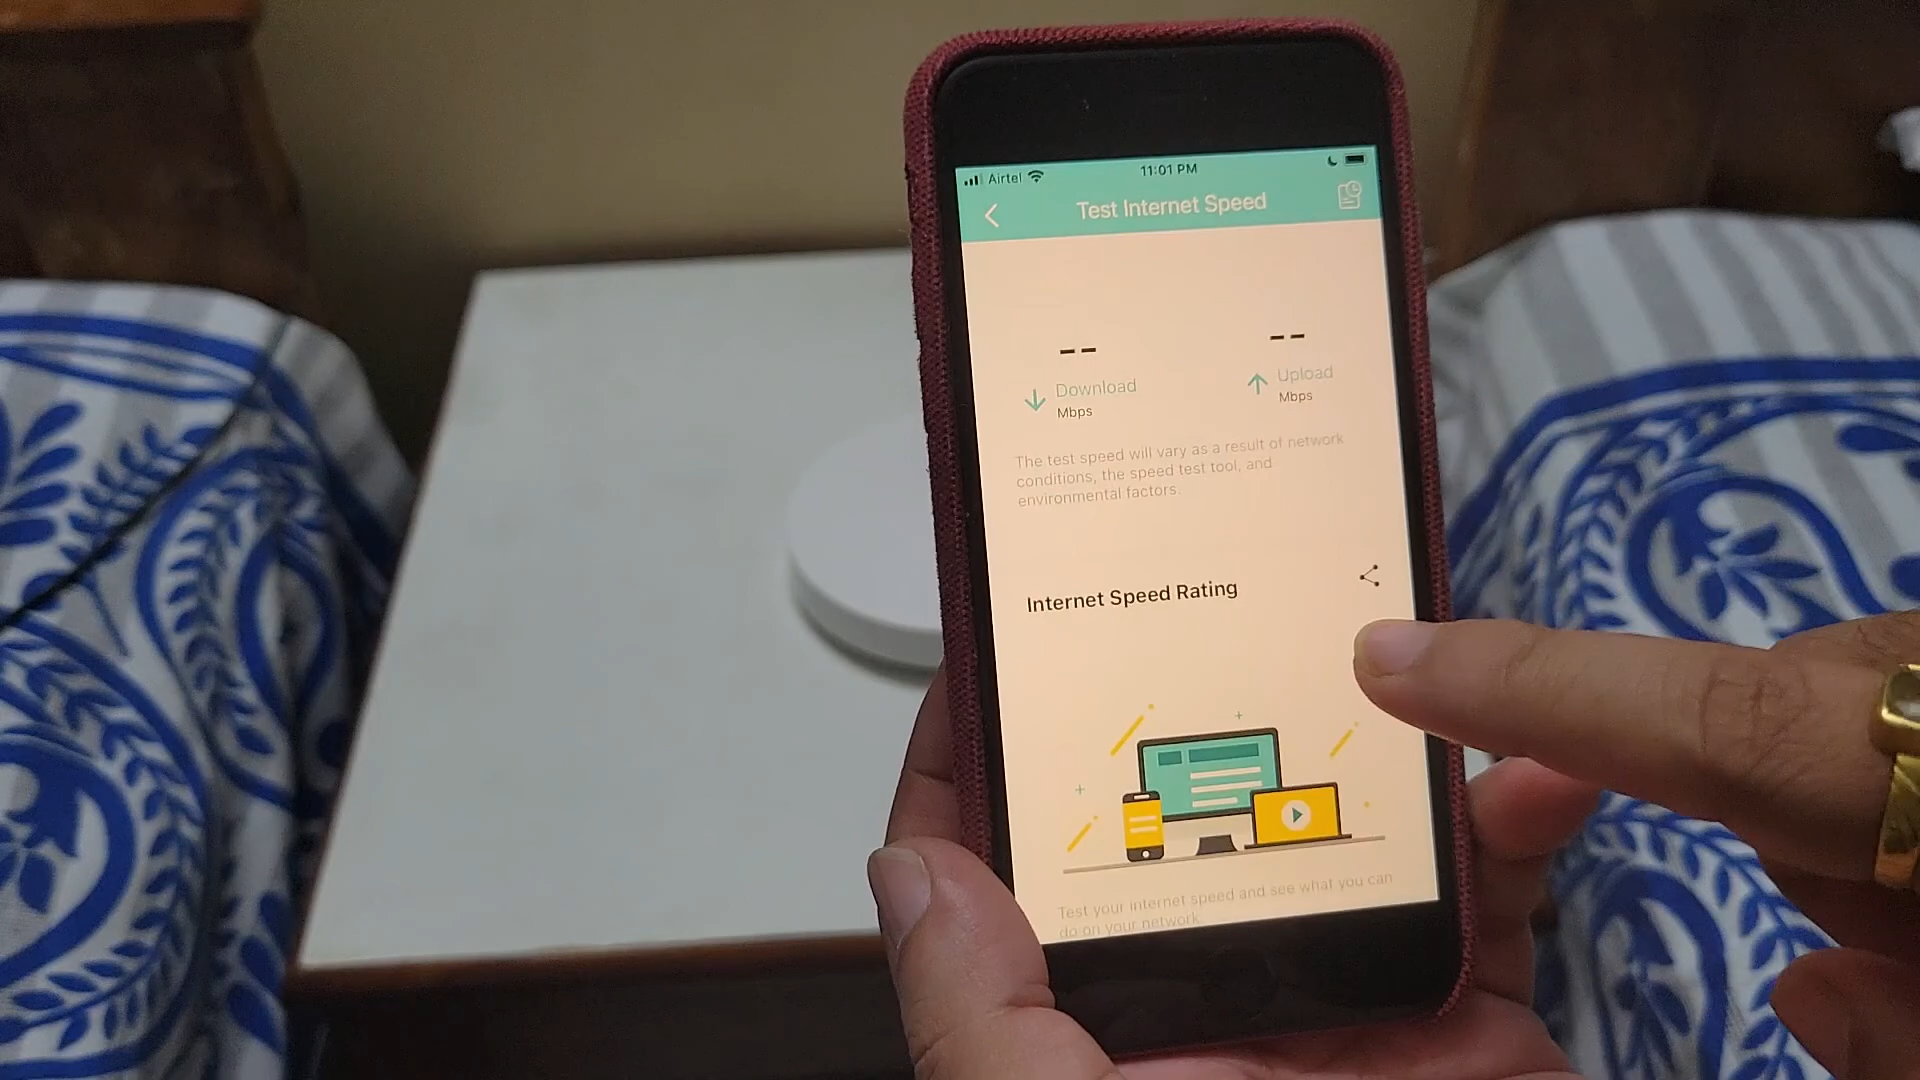 Airtel 11:01 PM
Test Internet Speed
-- --
Download Upload
Mbps Mbps
The test speed will vary as a result of network
conditions, the speed test tool, and
environmental factors.
Internet Speed Rating
Test your internet speed and see what you can
do on your network.